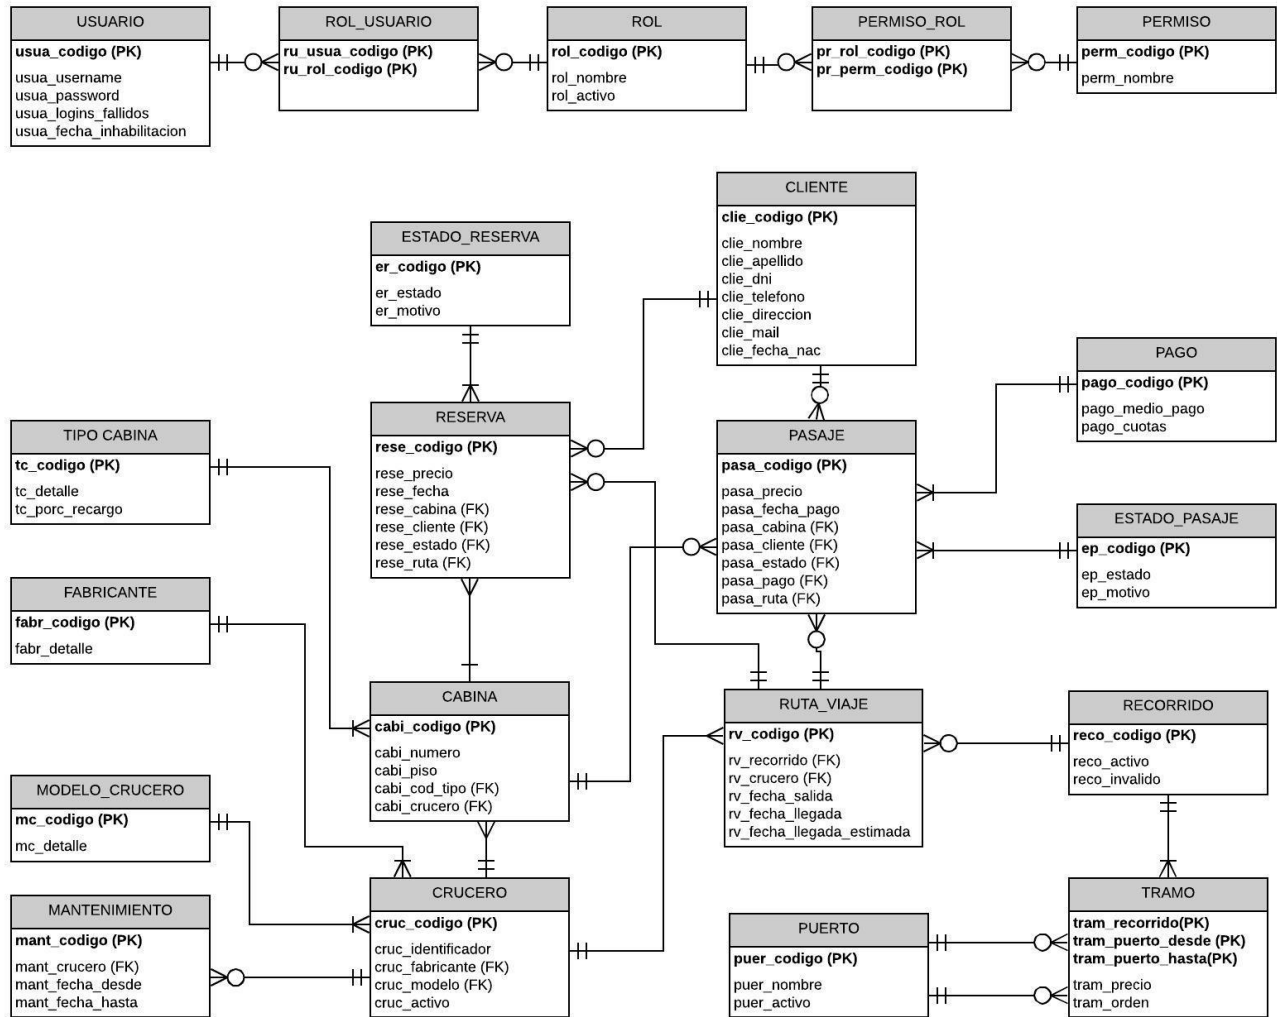 USUARIO
usua_codigo (PK)
usua_username
usua_password
usua_logins_fallidos
usua_fecha_inhabilitacion
ROL_USUARIO
ru_usua_codigo (PK)
ru_rol_codigo (PK)
ROL
rol_codigo (PK)
rol_nombre
rol_activo
PERMISO_ROL
pr_rol_codigo (PK)
pr_perm_codigo (PK)
PERMISO
perm_codigo (PK)
perm_nombre
CLIENTE
clie_codigo (PK)
clie_nombre
clie_apellido
clie_dni
clie_telefono
clie_direccion
clie_mail
clie_fecha_nac
ESTADO_RESERVA
er_codigo (PK)
er_estado
er_motivo
PAGO
pago_codigo (PK)
pago_medio_pago
pago_cuotas
TIPO CABINA
tc_codigo (PK)
tc_detalle
tc_porc_recargo
RESERVA
rese_codigo (PK)
rese_precio
rese_fecha
rese_cabina (FK)
rese_cliente (FK)
rese_estado (FK)
rese_ruta (FK)
PASAJE
pasa_codigo (PK)
pasa_precio
pasa_fecha_pago
pasa_cabina (FK)
pasa_cliente (FK)
pasa_estado (FK)
pasa_pago (FK)
pasa_ruta (FK)
ESTADO_PASAJE
ep_codigo (PK)
ep_estado
ep_motivo
FABRICANTE
fabr_codigo (PK)
fabr_detalle
CABINA
cabi_codigo (PK)
cabi_numero
cabi_piso
cabi_cod_tipo (FK)
cabi_crucero (FK)
RUTA_VIAJE
rv_codigo (PK)
rv_recorrido (FK)
rv_crucero (FK)
rv_fecha_salida
rv_fecha_llegada
rv_fecha_llegada_estimada
RECORRIDO
reco_codigo (PK)
reco_activo
reco_invalido
MODELO_CRUCERO
mc_codigo (PK)
mc_detalle
MANTENIMIENTO
mant_codigo (PK)
mant_crucero (FK)
mant_fecha_desde
mant_fecha_hasta
CRUCERO
cruc_codigo (PK)
cruc_identificador
cruc_fabricante (FK)
cruc_modelo (FK)
cruc_activo
PUERTO
puer_codigo (PK)
puer_nombre
puer_activo
TRAMO
tram_recorrido(PK)
tram_puerto_desde (PK)
tram_puerto_hasta(PK)
tram_precio
tram_orden